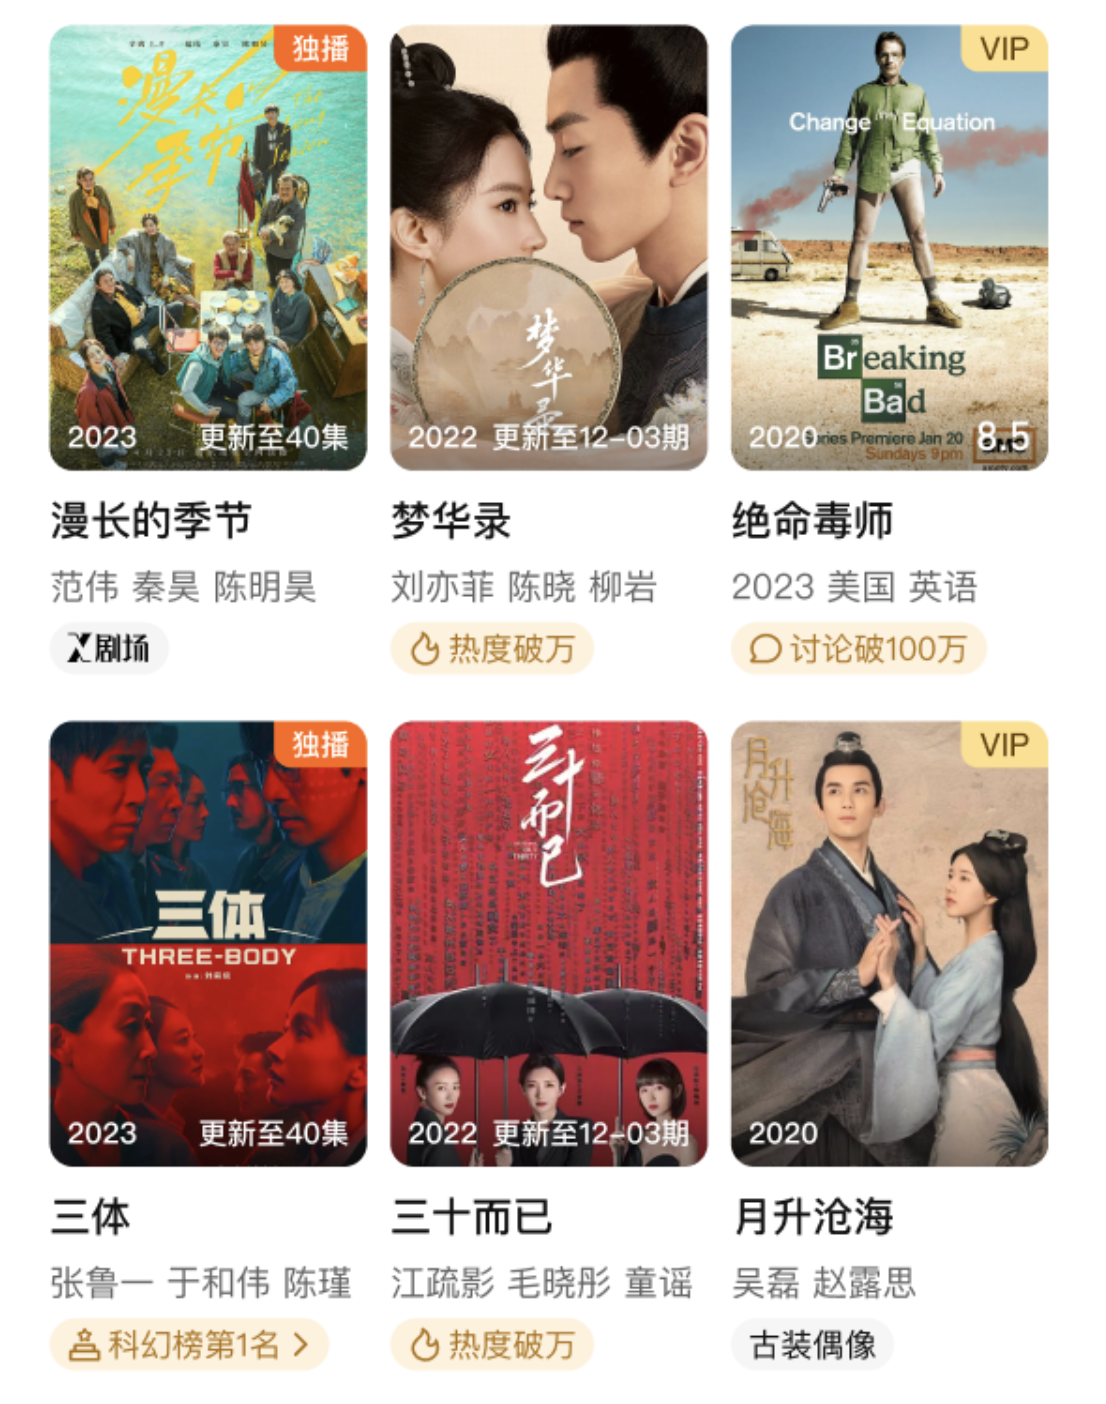 独播
漫长的季节
the Long Season
2023 更新至40集
漫长的季节
范伟 秦昊 陈明昊
X剧场
梦华录
2022 更新至12-03期
梦华录
刘亦菲 陈晓 柳岩
热度破万
VIP
Change The Equation
Breaking
Bad
Series Premiere Jan 20
Sundays 9pm
2020 8.5
绝命毒师
2023 美国 英语
讨论破100万
独播
三体
THREE-BODY
2023 更新至40集
三体
张鲁一 于和伟 陈瑾
科幻榜第1名 >
三十而已
2022 更新至12-03期
三十而已
江疏影 毛晓彤 童谣
热度破万
VIP
月升沧海
2020
月升沧海
吴磊 赵露思
古装偶像